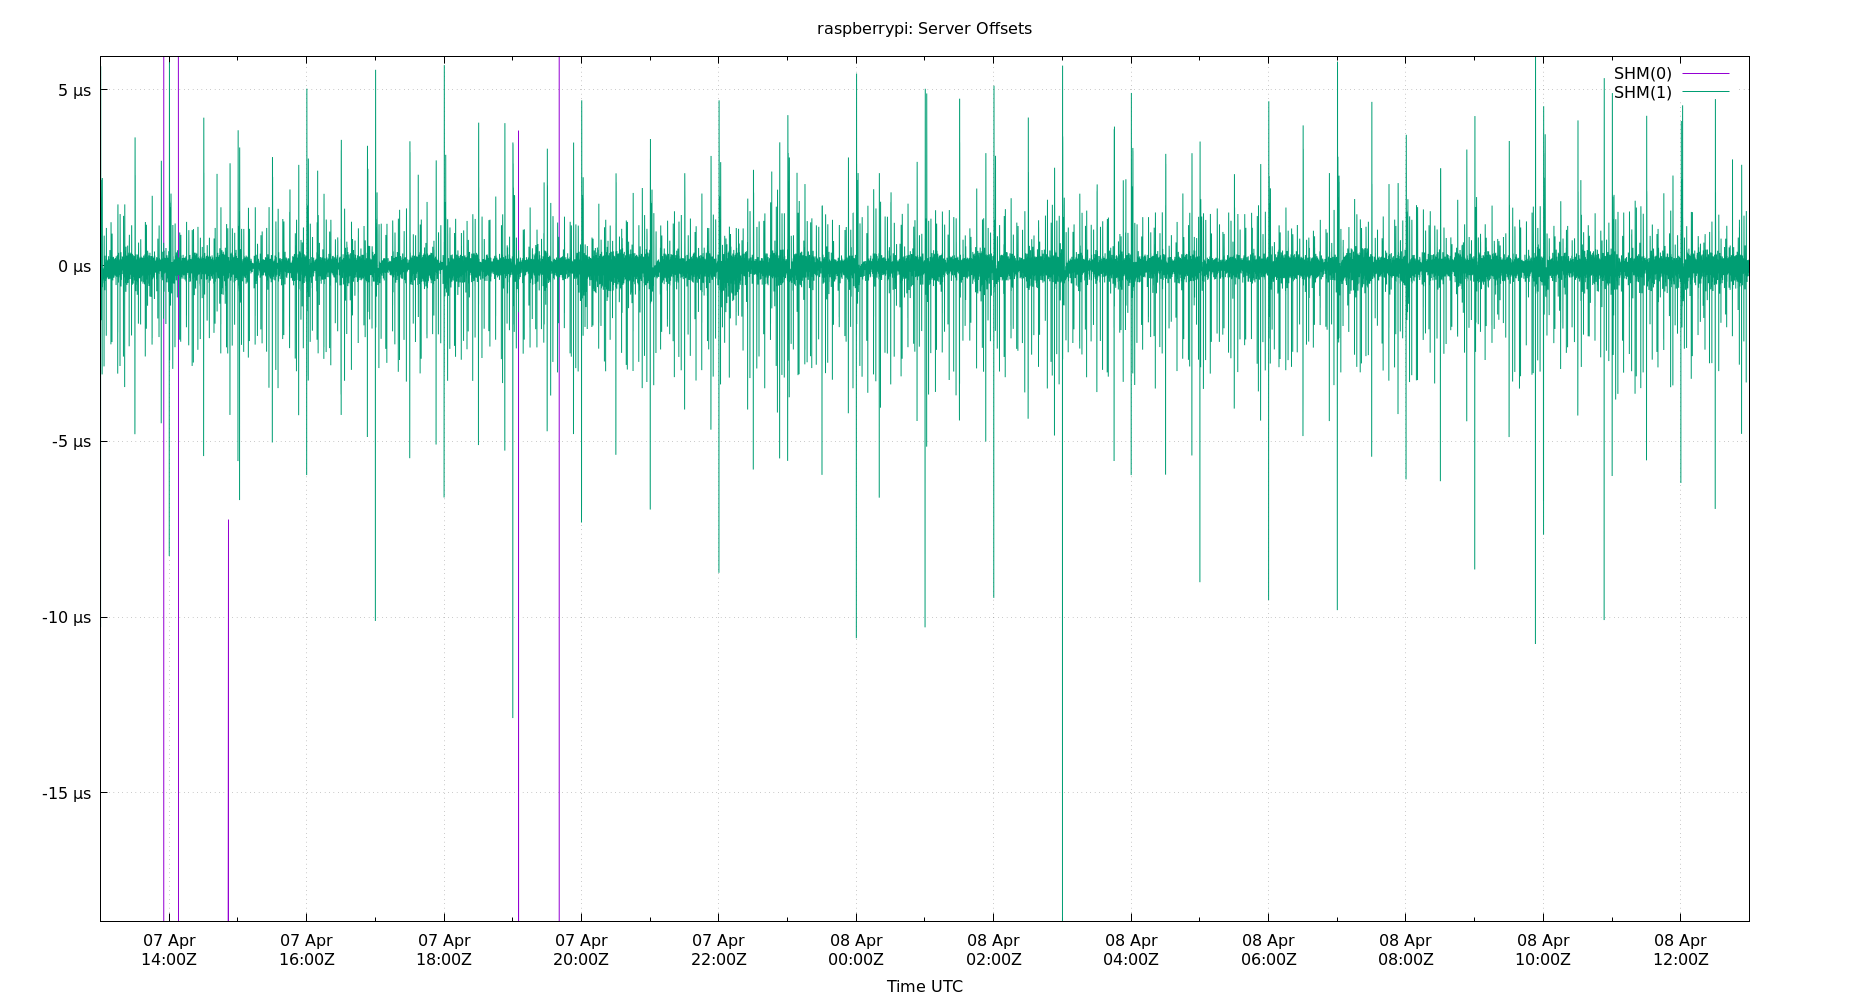 raspberrypi: Server Offsets
SHM(0)
SHM(1)
5 µs
0 µs
-5 µs
-10 µs
-15 µs
07 Apr 07 Apr 07 Apr 07 Apr 07 Apr 08 Apr 08 Apr 08 Apr 08 Apr 08 Apr 08 Apr 08 Apr
14:00Z 16:00Z 18:00Z 20:00Z 22:00Z 00:00Z 02:00Z 04:00Z 06:00Z 08:00Z 10:00Z 12:00Z
Time UTC